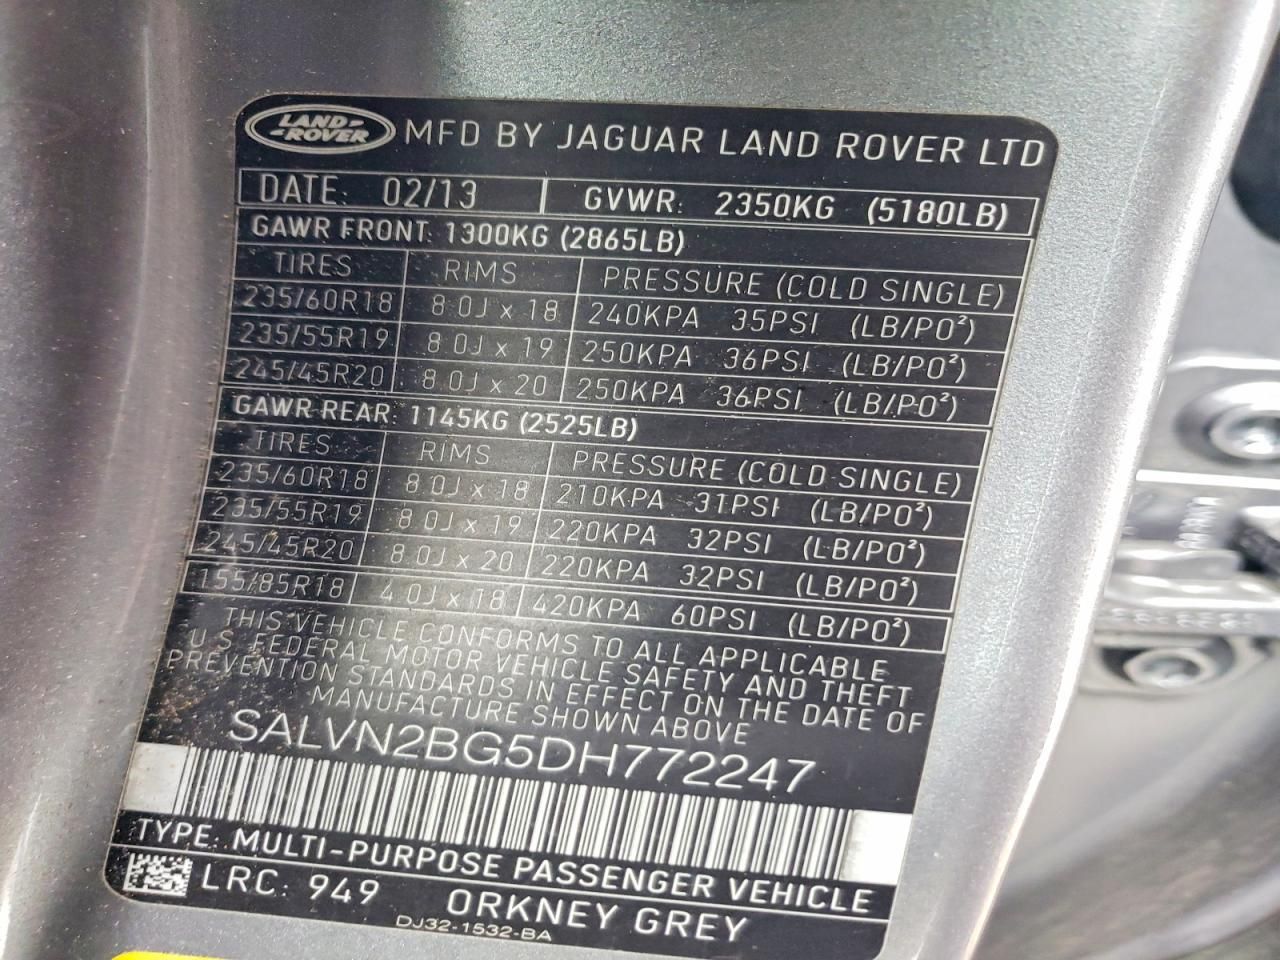 LAND ROVER MFD BY JAGUAR LAND ROVER LTD
DATE: 02/13 GVWR: 2350KG (5180LB)
GAWR FRONT: 1300KG (2865LB)
TIRES RIMS PRESSURE (COLD SINGLE)
235/60R18 8.0J x 18 240KPA 35PSI (LB/PO²)
235/55R19 8.0J x 19 250KPA 36PSI (LB/PO²)
245/45R20 8.0J x 20 250KPA 36PSI (LB/PO²)
GAWR REAR: 1145KG (2525LB)
TIRES RIMS PRESSURE (COLD SINGLE)
235/60R18 8.0J x 18 210KPA 31PSI (LB/PO²)
235/55R19 8.0J x 19 220KPA 32PSI (LB/PO²)
245/45R20 8.0J x 20 220KPA 32PSI (LB/PO²)
155/85R18 4.0J x 18 420KPA 60PSI (LB/PO²)
THIS VEHICLE CONFORMS TO ALL APPLICABLE
U.S. FEDERAL MOTOR VEHICLE SAFETY AND THEFT
PREVENTION STANDARDS IN EFFECT ON THE DATE OF
MANUFACTURE SHOWN ABOVE
SALVN2BG5DH772247
TYPE: MULTI-PURPOSE PASSENGER VEHICLE
LRC: 949 ORKNEY GREY
DJ32-1532-BA